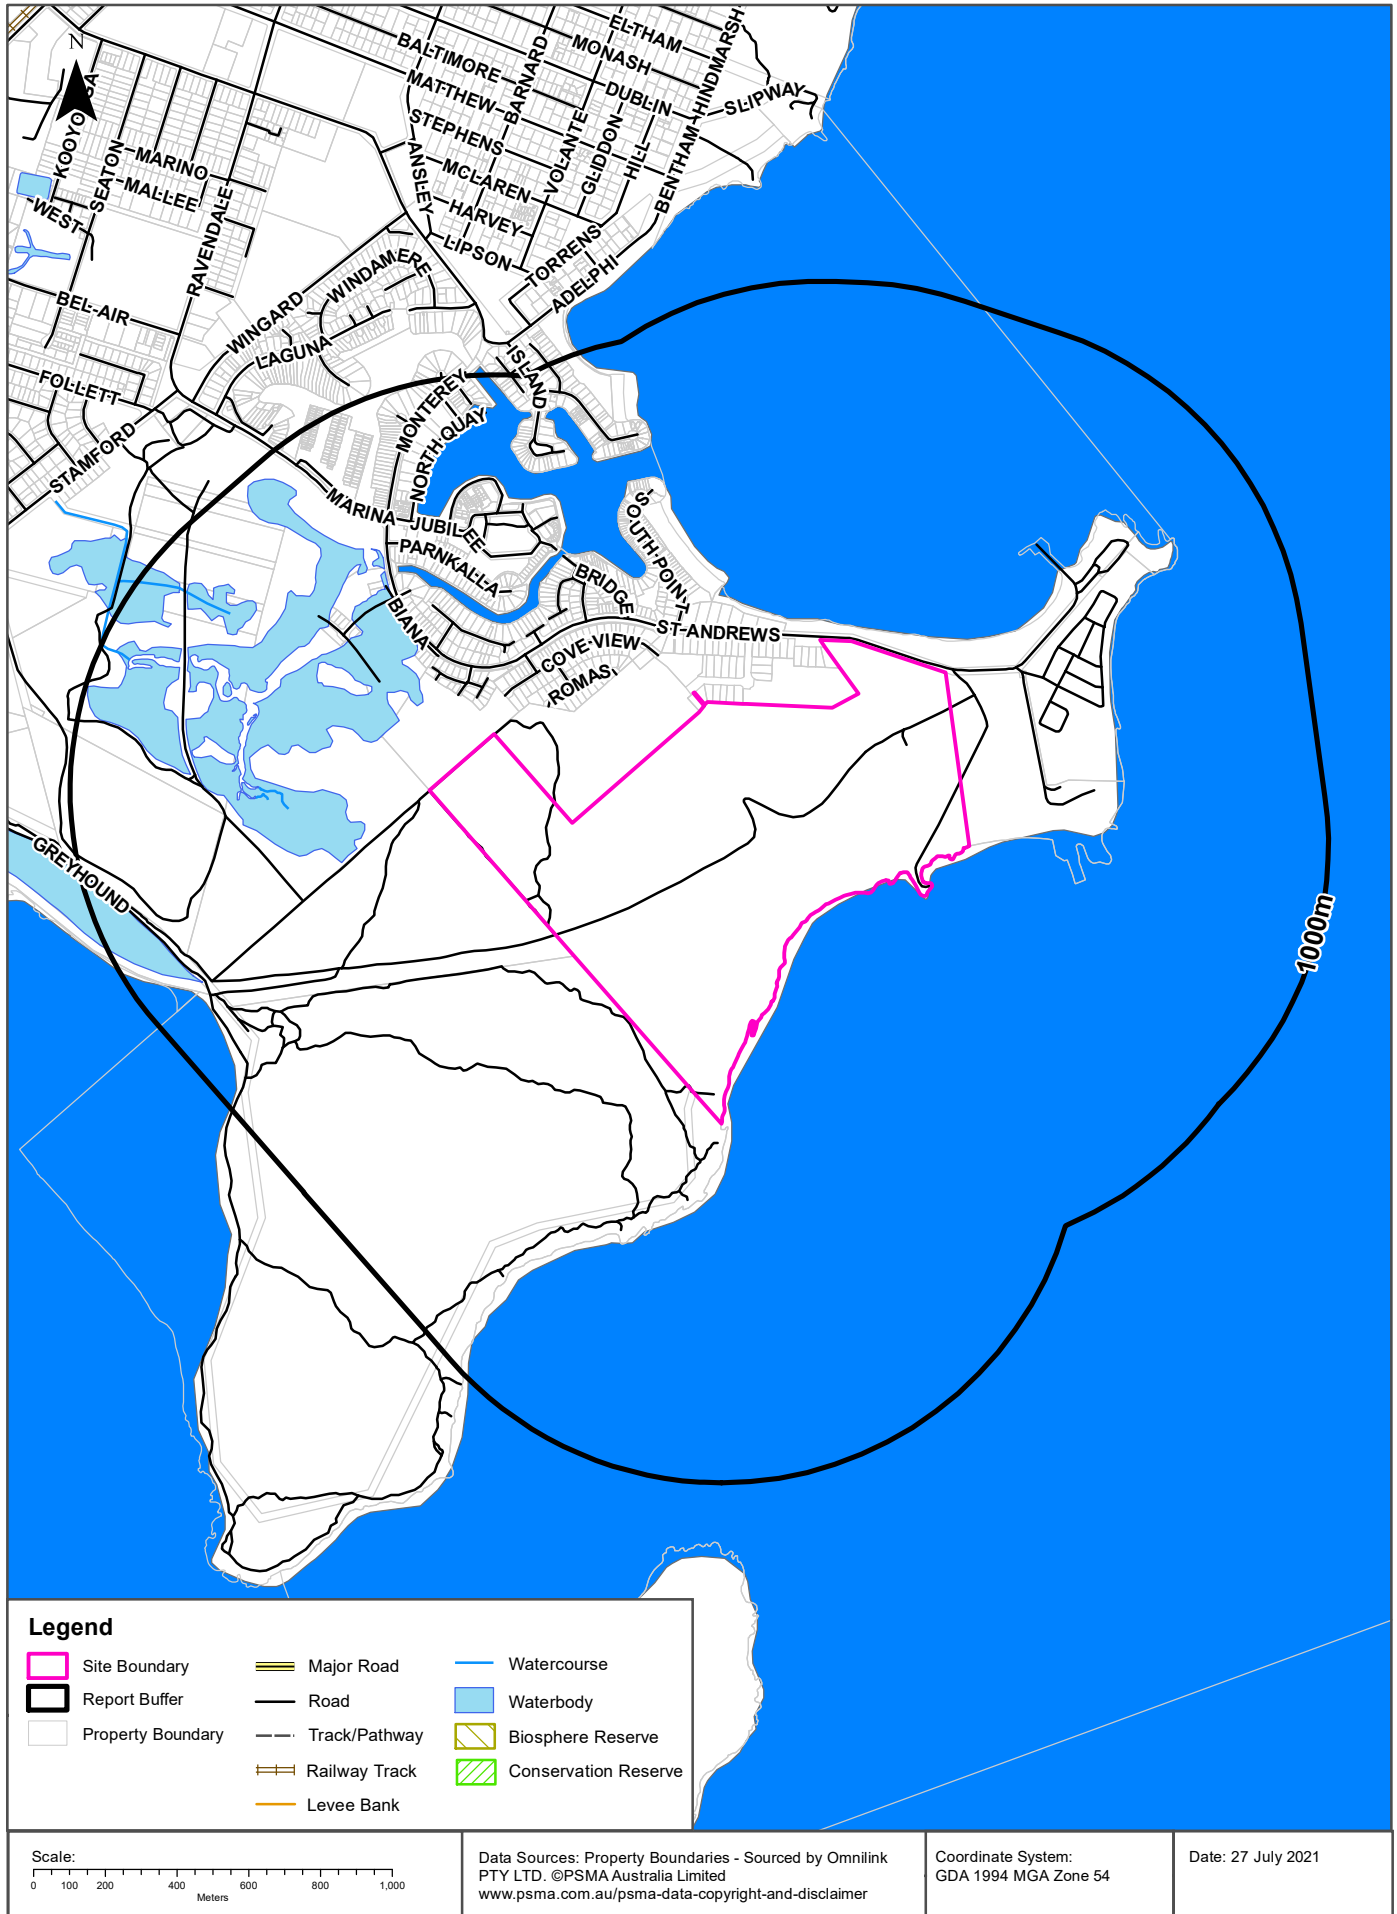 ELTHAM
MONASH
BALTIMORE
BARNARD
HINDMARSH
MATTHEW
DUBLIN
SLIPWAY
STEPHENS
VOLANTE
GLIDDON
HILL
BENTHAM
N
SEATON
MARINO
MALLEE
ANSLEY
MCLAREN
HARVEY
LIPSON
TORRENS
ADELPHI
WEST
RAVENDALE
BEL-AIR
WINGARD
WINDAMERE
LAGUNA
ISLAND
FOLLETT
STAMFORD
MONTEREY
NORTH QUAY
MARINA
JUBILEE
PARNKALLA
BRIDGE
SOUTH POINT
BIANA
ST ANDREWS
COVE VIEW
ROMAS
GREYHOUND
1000m
Legend
Site Boundary
Report Buffer
Property Boundary
Major Road
Road
Track/Pathway
Railway Track
Levee Bank
Watercourse
Waterbody
Biosphere Reserve
Conservation Reserve
Scale:
0 100 200 400 600 800 1,000
Meters
Data Sources: Property Boundaries - Sourced by Omnilink
PTY LTD. ©PSMA Australia Limited
www.psma.com.au/psma-data-copyright-and-disclaimer
Coordinate System:
GDA 1994 MGA Zone 54
Date: 27 July 2021